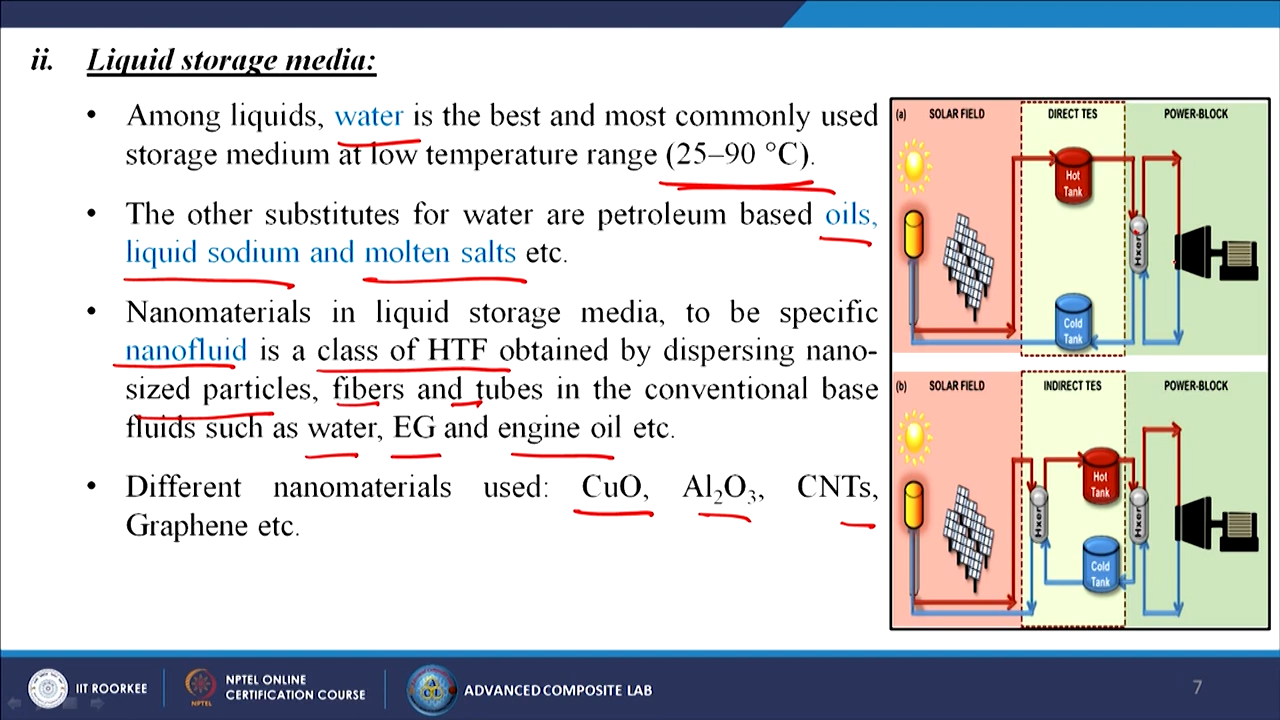 ii. Liquid storage media:
• Among liquids, water is the best and most commonly used
storage medium at low temperature range (25–90 °C).
• The other substitutes for water are petroleum based oils,
liquid sodium and molten salts etc.
• Nanomaterials in liquid storage media, to be specific
nanofluid is a class of HTF obtained by dispersing nano-
sized particles, fibers and tubes in the conventional base
fluids such as water, EG and engine oil etc.
• Different nanomaterials used: CuO, Al₂O₃, CNTs,
Graphene etc.
(a) SOLAR FIELD DIRECT TES POWER-BLOCK
Hot
Tank
Hxer
Cold
Tank
(b) SOLAR FIELD INDIRECT TES POWER-BLOCK
Hot
Tank
Hxer
Hxer
Cold
Tank
IIT ROORKEE
NPTEL ONLINE
CERTIFICATION COURSE
NPTEL
ACL
ADVANCED COMPOSITE LAB
7